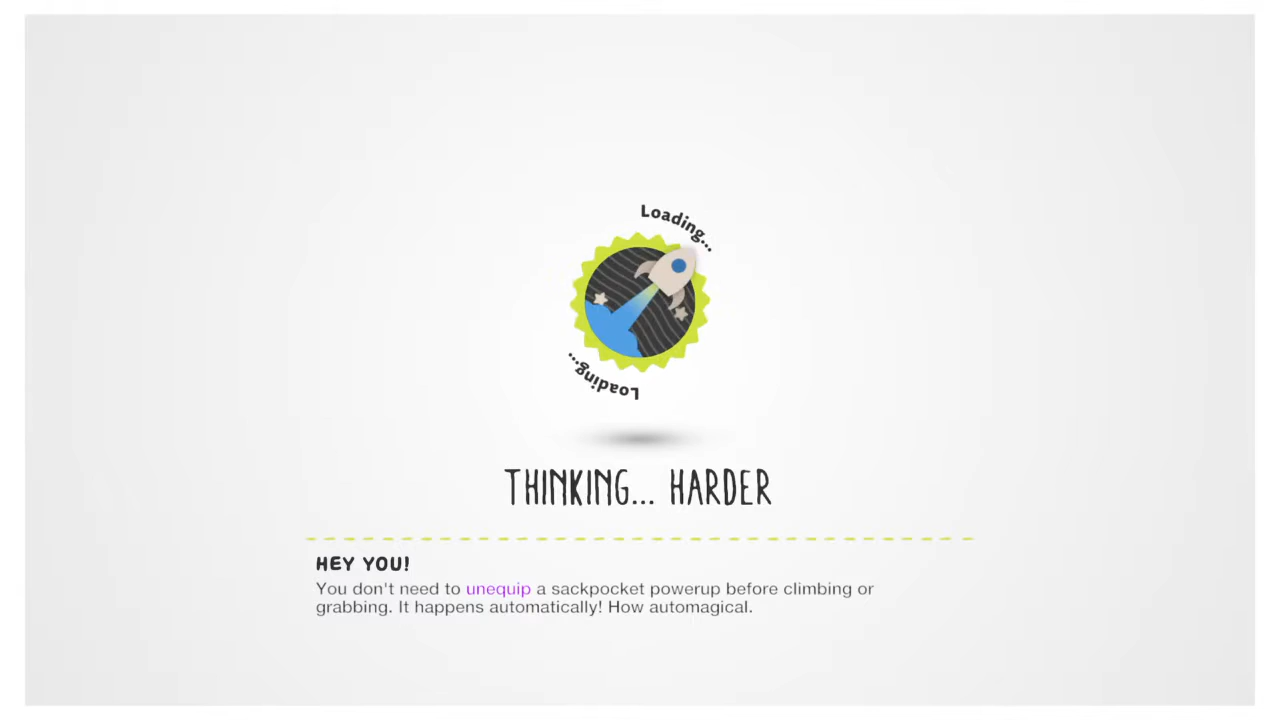 Loading...
Loading...
THINKING... HARDER
HEY YOU!
You don't need to unequip a sackpocket powerup before climbing or
grabbing. It happens automatically! How automagical.